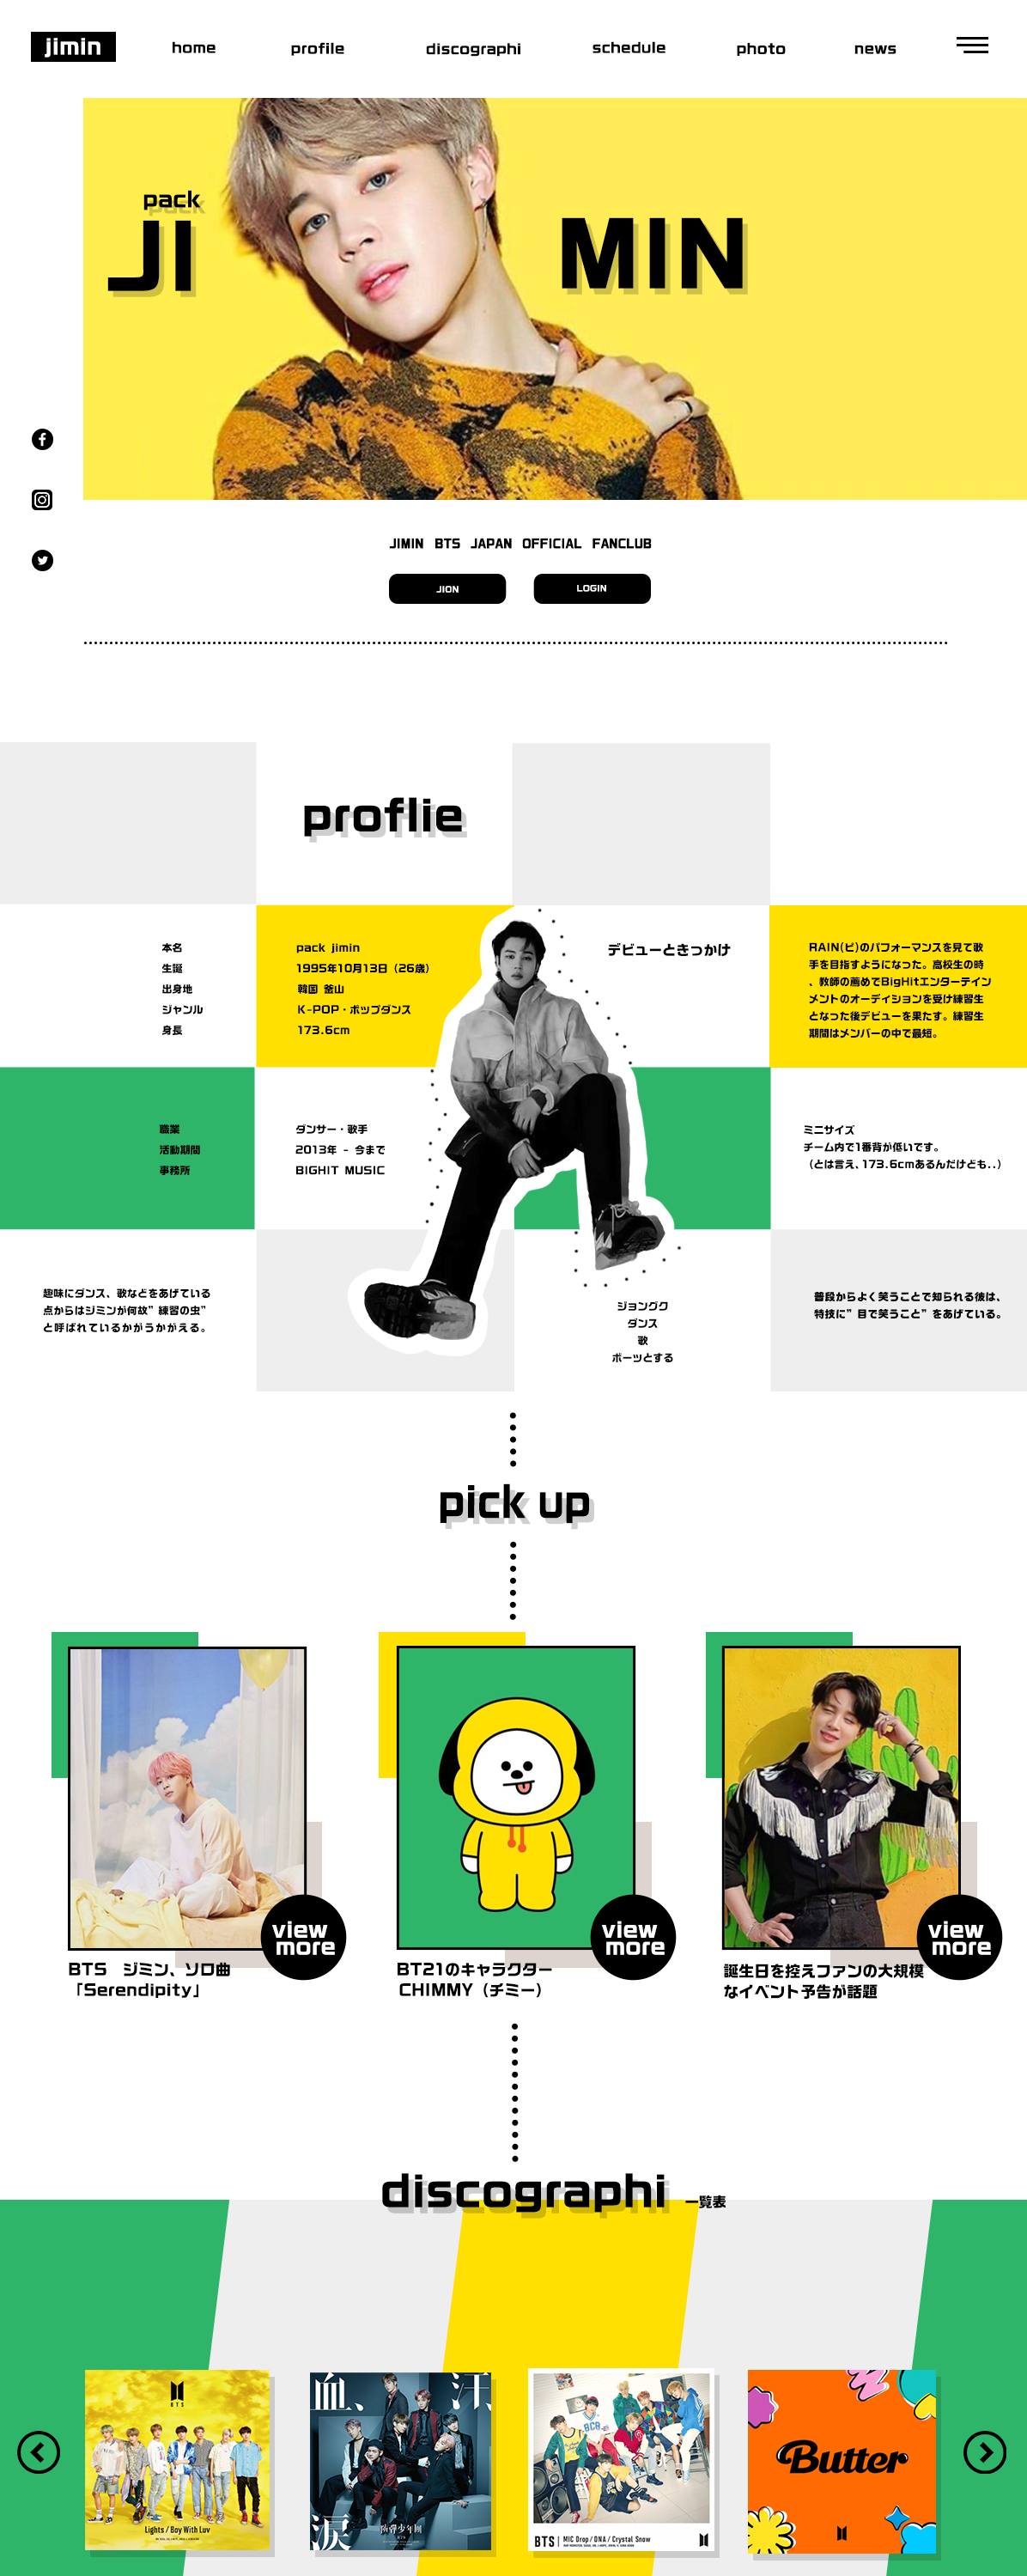 jimin
home
profile
discographi
schedule
photo
news
pack
JI MIN
JIMIN BTS JAPAN OFFICIAL FANCLUB
JION
LOGIN
proflie
本名
生誕
出身地
ジャンル
身長
pack jimin
1995年10月13日（26歳）
韓国 釜山
K-POP・ポップダンス
173.6cm
デビューときっかけ
RAIN(ピ)のパフォーマンスを見て歌
手を目指すようになった。高校生の時
、教師の薦めでBigHitエンターテイン
メントのオーディションを受け練習生
となった後デビューを果たす。練習生
期間はメンバーの中で最短。
職業
活動期間
事務所
ダンサー・歌手
2013年 - 今まで
BIGHIT MUSIC
ミニサイズ
チーム内で1番背が低いです。
（とは言え、173.6cmあるんだけども..）
趣味にダンス、歌などをあげている
点からはジミンが何故”練習の虫”
と呼ばれているかがうかがえる。
ジョングク
ダンス
歌
ボーッとする
普段からよく笑うことで知られる彼は、
特技に”目で笑うこと”をあげている。
pick up
view
more
BTS ジミン、ソロ曲
「Serendipity」
view
more
BT21のキャラクター
CHIMMY（チミー）
view
more
誕生日を控えファンの大規模
なイベント予告が話題
discographi 一覧表
BTS
Lights / Boy With Luv
血、汗、
涙
防弾少年團
BTS
BTS | MIC Drop / DNA / Crystal Snow
Butter